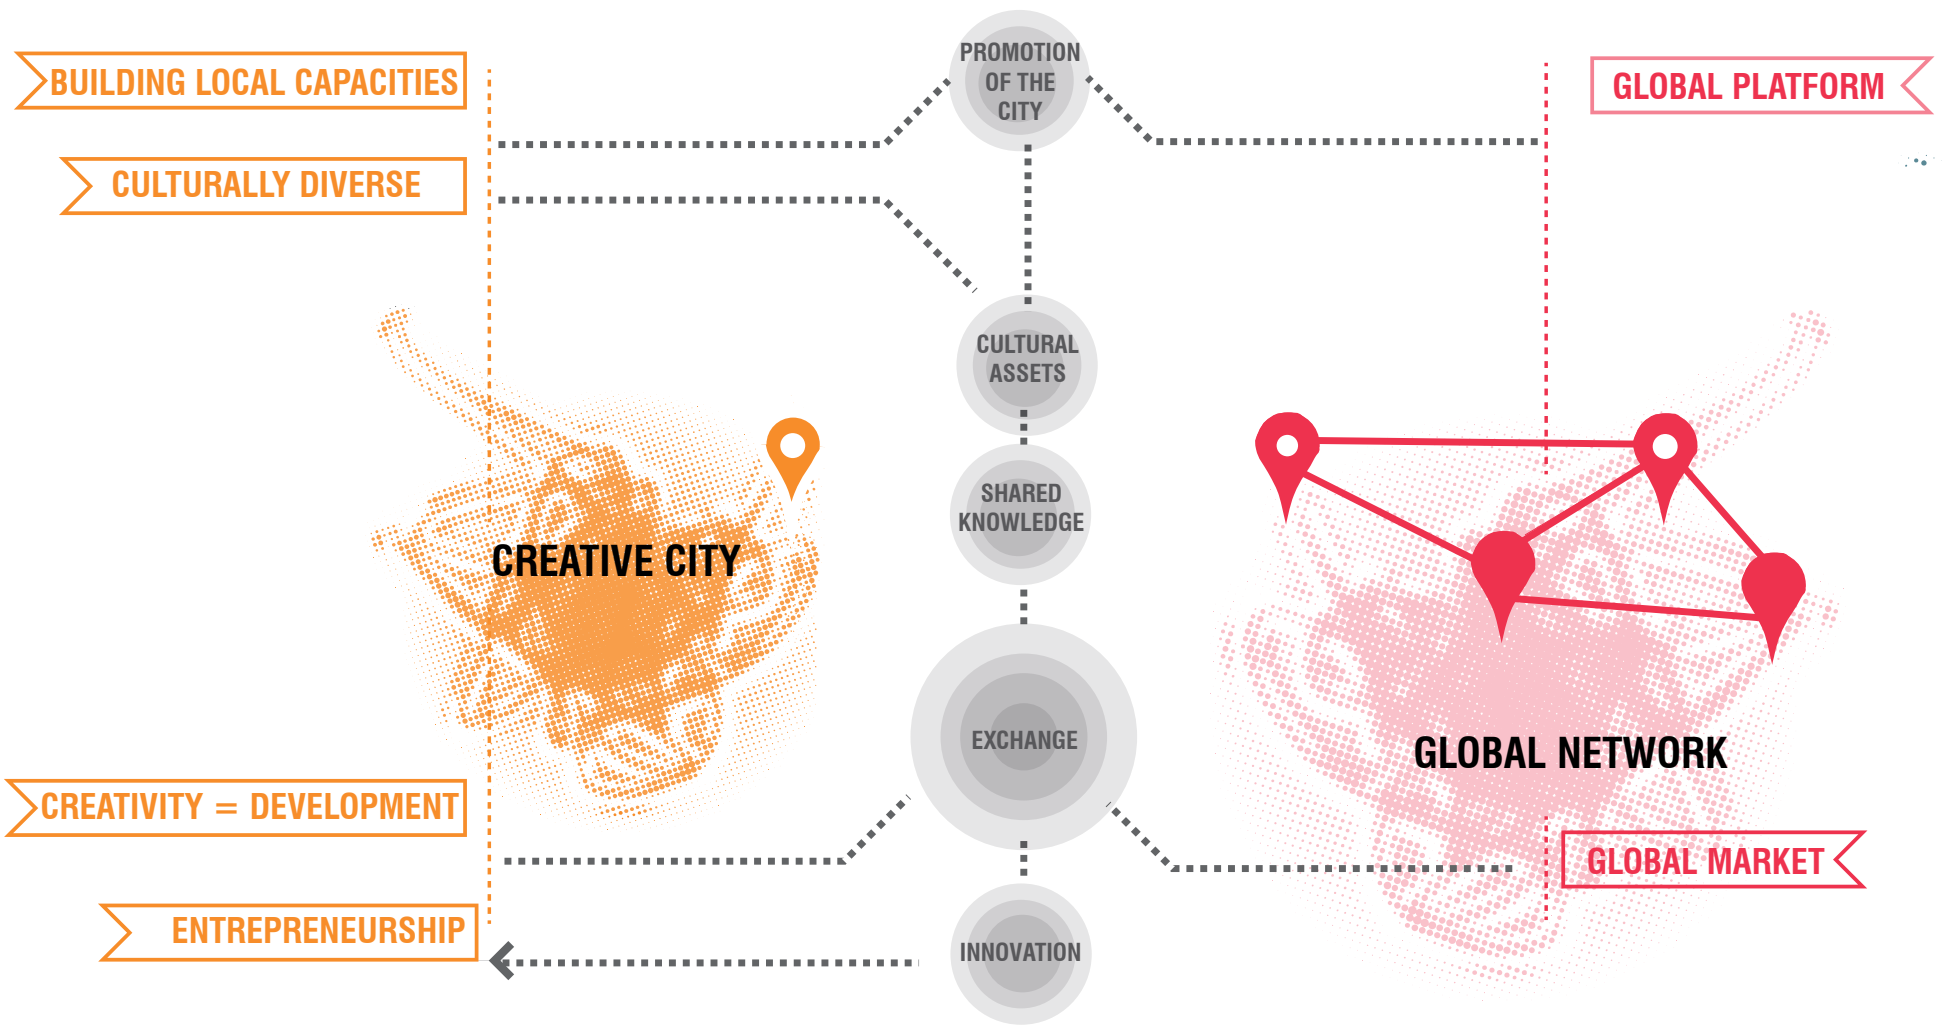 BUILDING LOCAL CAPACITIES
CULTURALLY DIVERSE
PROMOTION
OF THE
CITY
GLOBAL PLATFORM
CULTURAL
ASSETS
SHARED
KNOWLEDGE
CREATIVE CITY
EXCHANGE
GLOBAL NETWORK
CREATIVITY = DEVELOPMENT
GLOBAL MARKET
ENTREPRENEURSHIP
INNOVATION